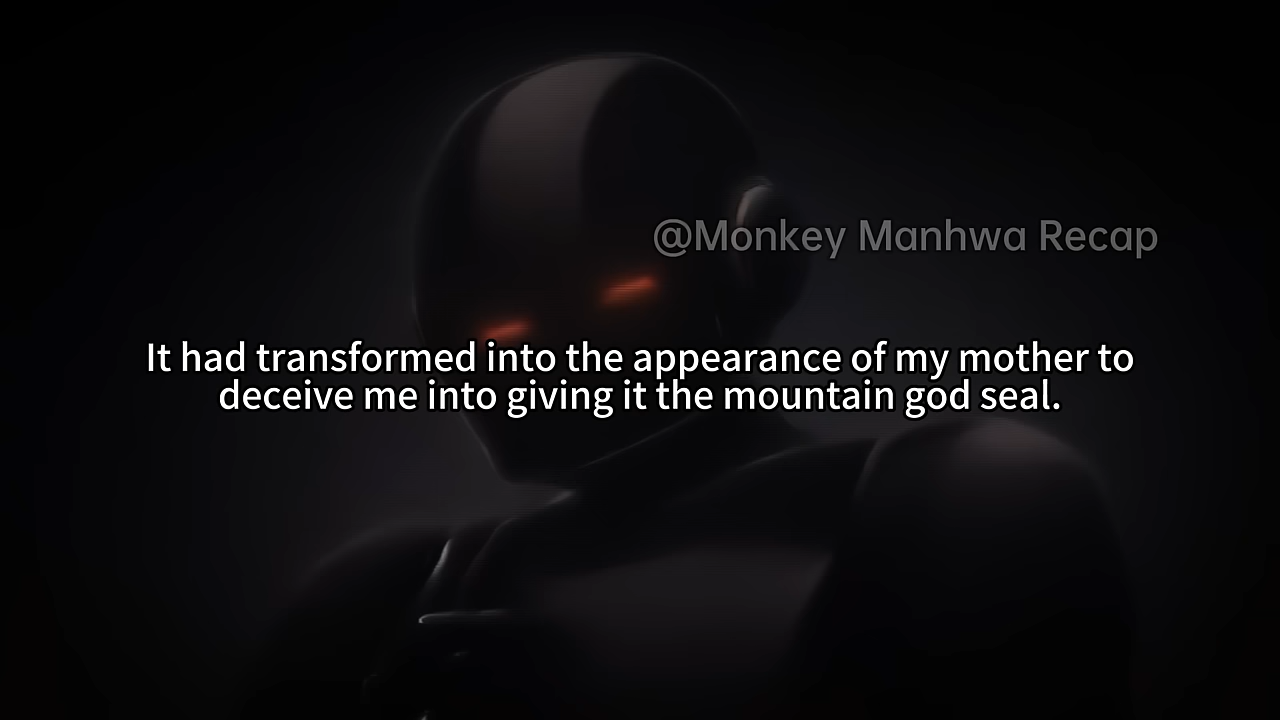 @Monkey Manhwa Recap
It had transformed into the appearance of my mother to
deceive me into giving it the mountain god seal.